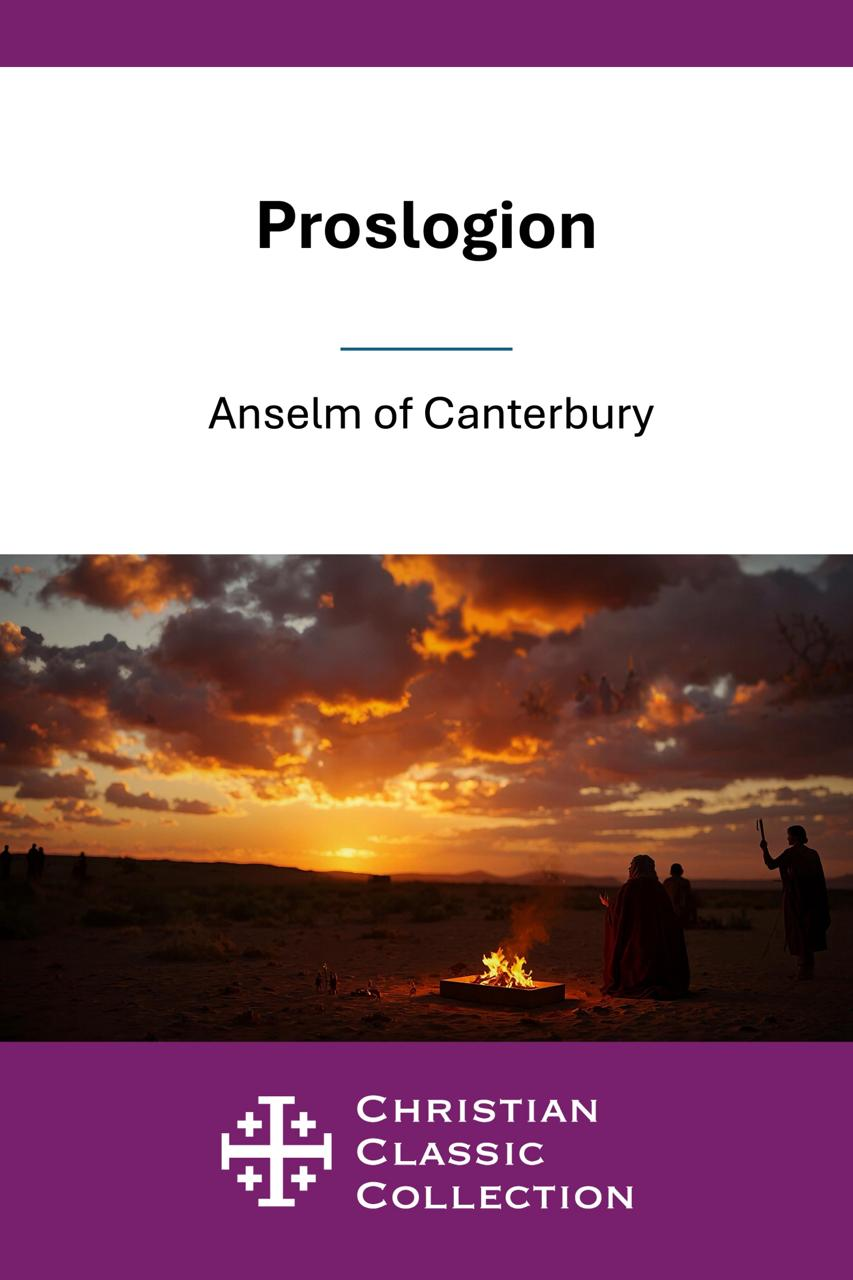 Proslogion
Anselm of Canterbury
Christian
Classic
Collection